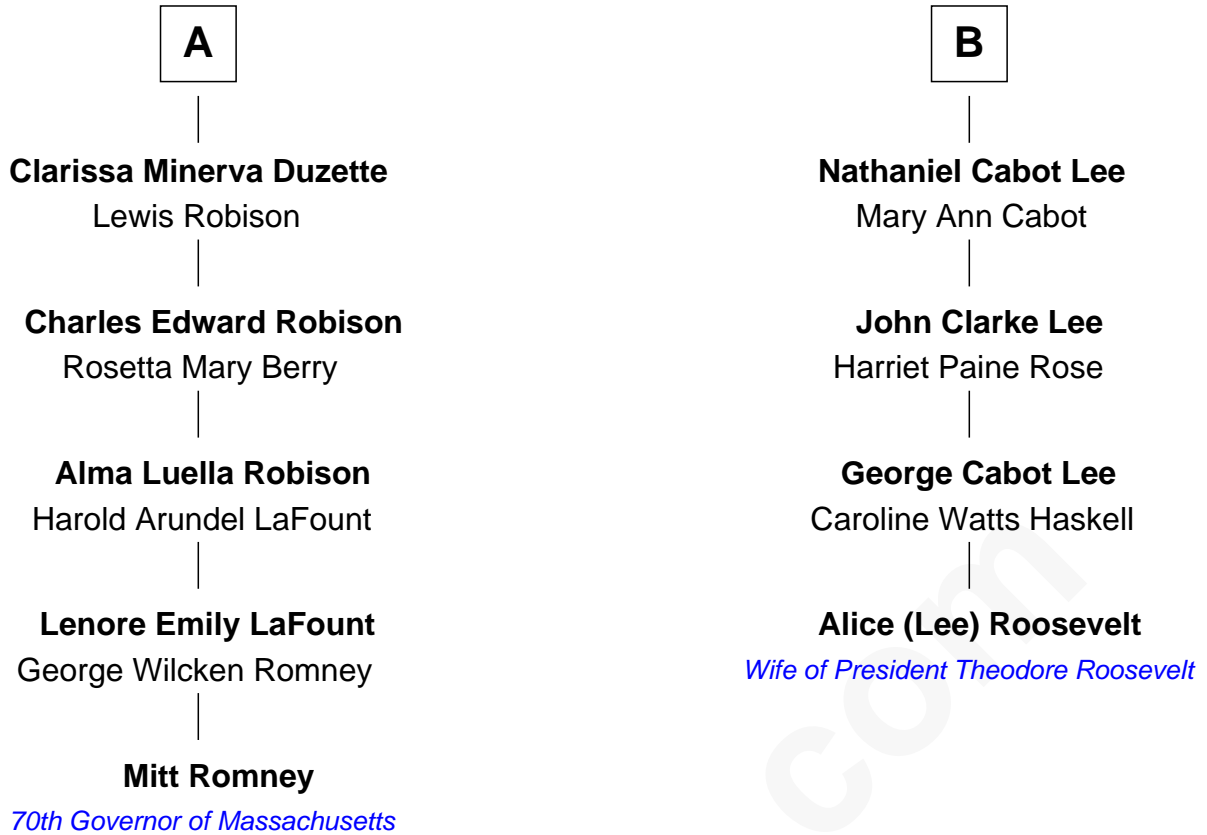 A
Clarissa Minerva Duzette
Lewis Robison
Charles Edward Robison
Rosetta Mary Berry
Alma Luella Robison
Harold Arundel LaFount
Lenore Emily LaFount
George Wilcken Romney
Mitt Romney
70th Governor of Massachusetts
B
Nathaniel Cabot Lee
Mary Ann Cabot
John Clarke Lee
Harriet Paine Rose
George Cabot Lee
Caroline Watts Haskell
Alice (Lee) Roosevelt
Wife of President Theodore Roosevelt
com